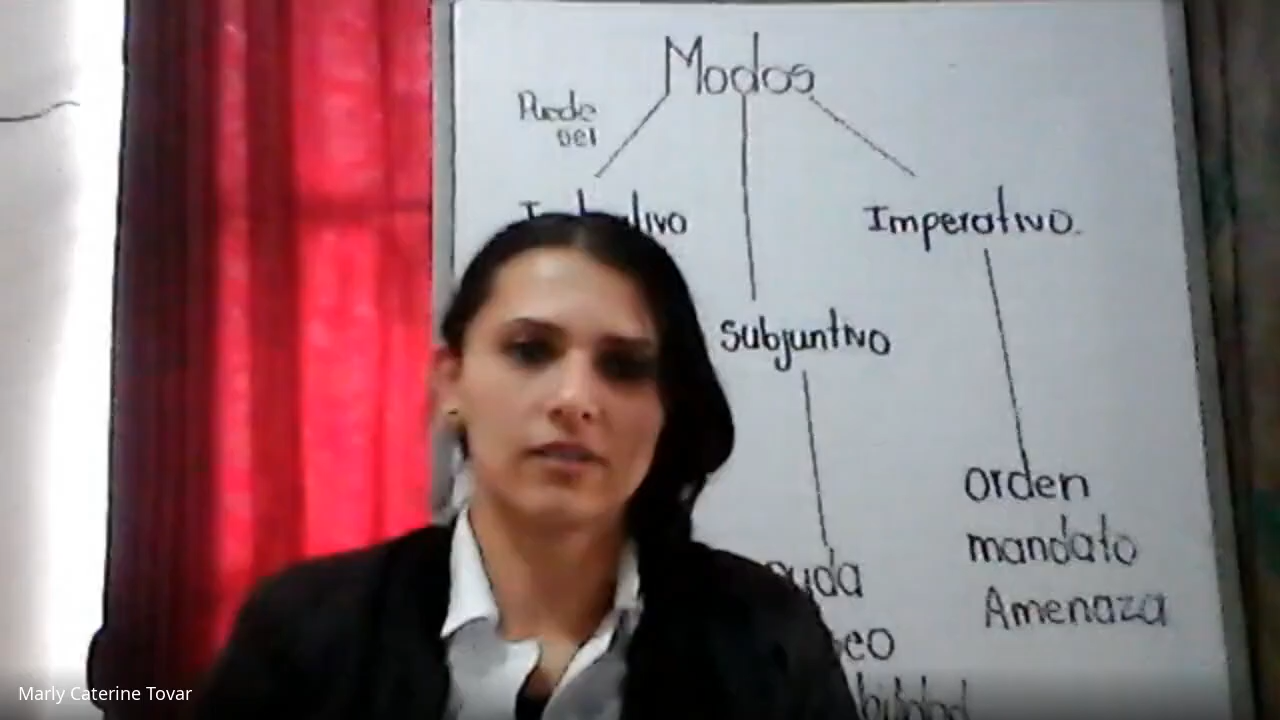 Modos
Puede
ser
Imperativo.
Subjuntivo
orden
mandato
Amenaza
Marly Caterine Tovar